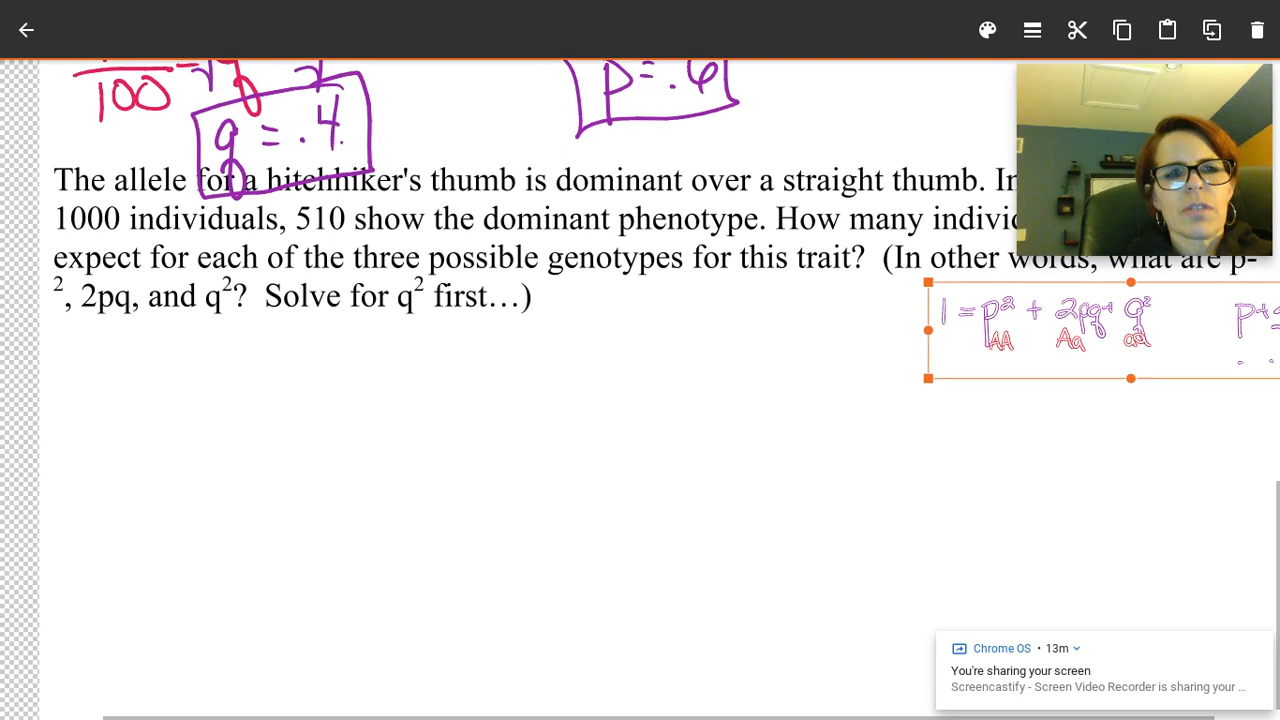 100
q = .4
p = .6
The allele for a hitchhiker's thumb is dominant over a straight thumb. In
1000 individuals, 510 show the dominant phenotype. How many individ
expect for each of the three possible genotypes for this trait? (In other words, what are p-
2, 2pq, and q²? Solve for q² first…)
1 = p² + 2pq + q² p +
AA Aa aa
Chrome OS • 13m
You're sharing your screen
Screencastify - Screen Video Recorder is sharing your ...